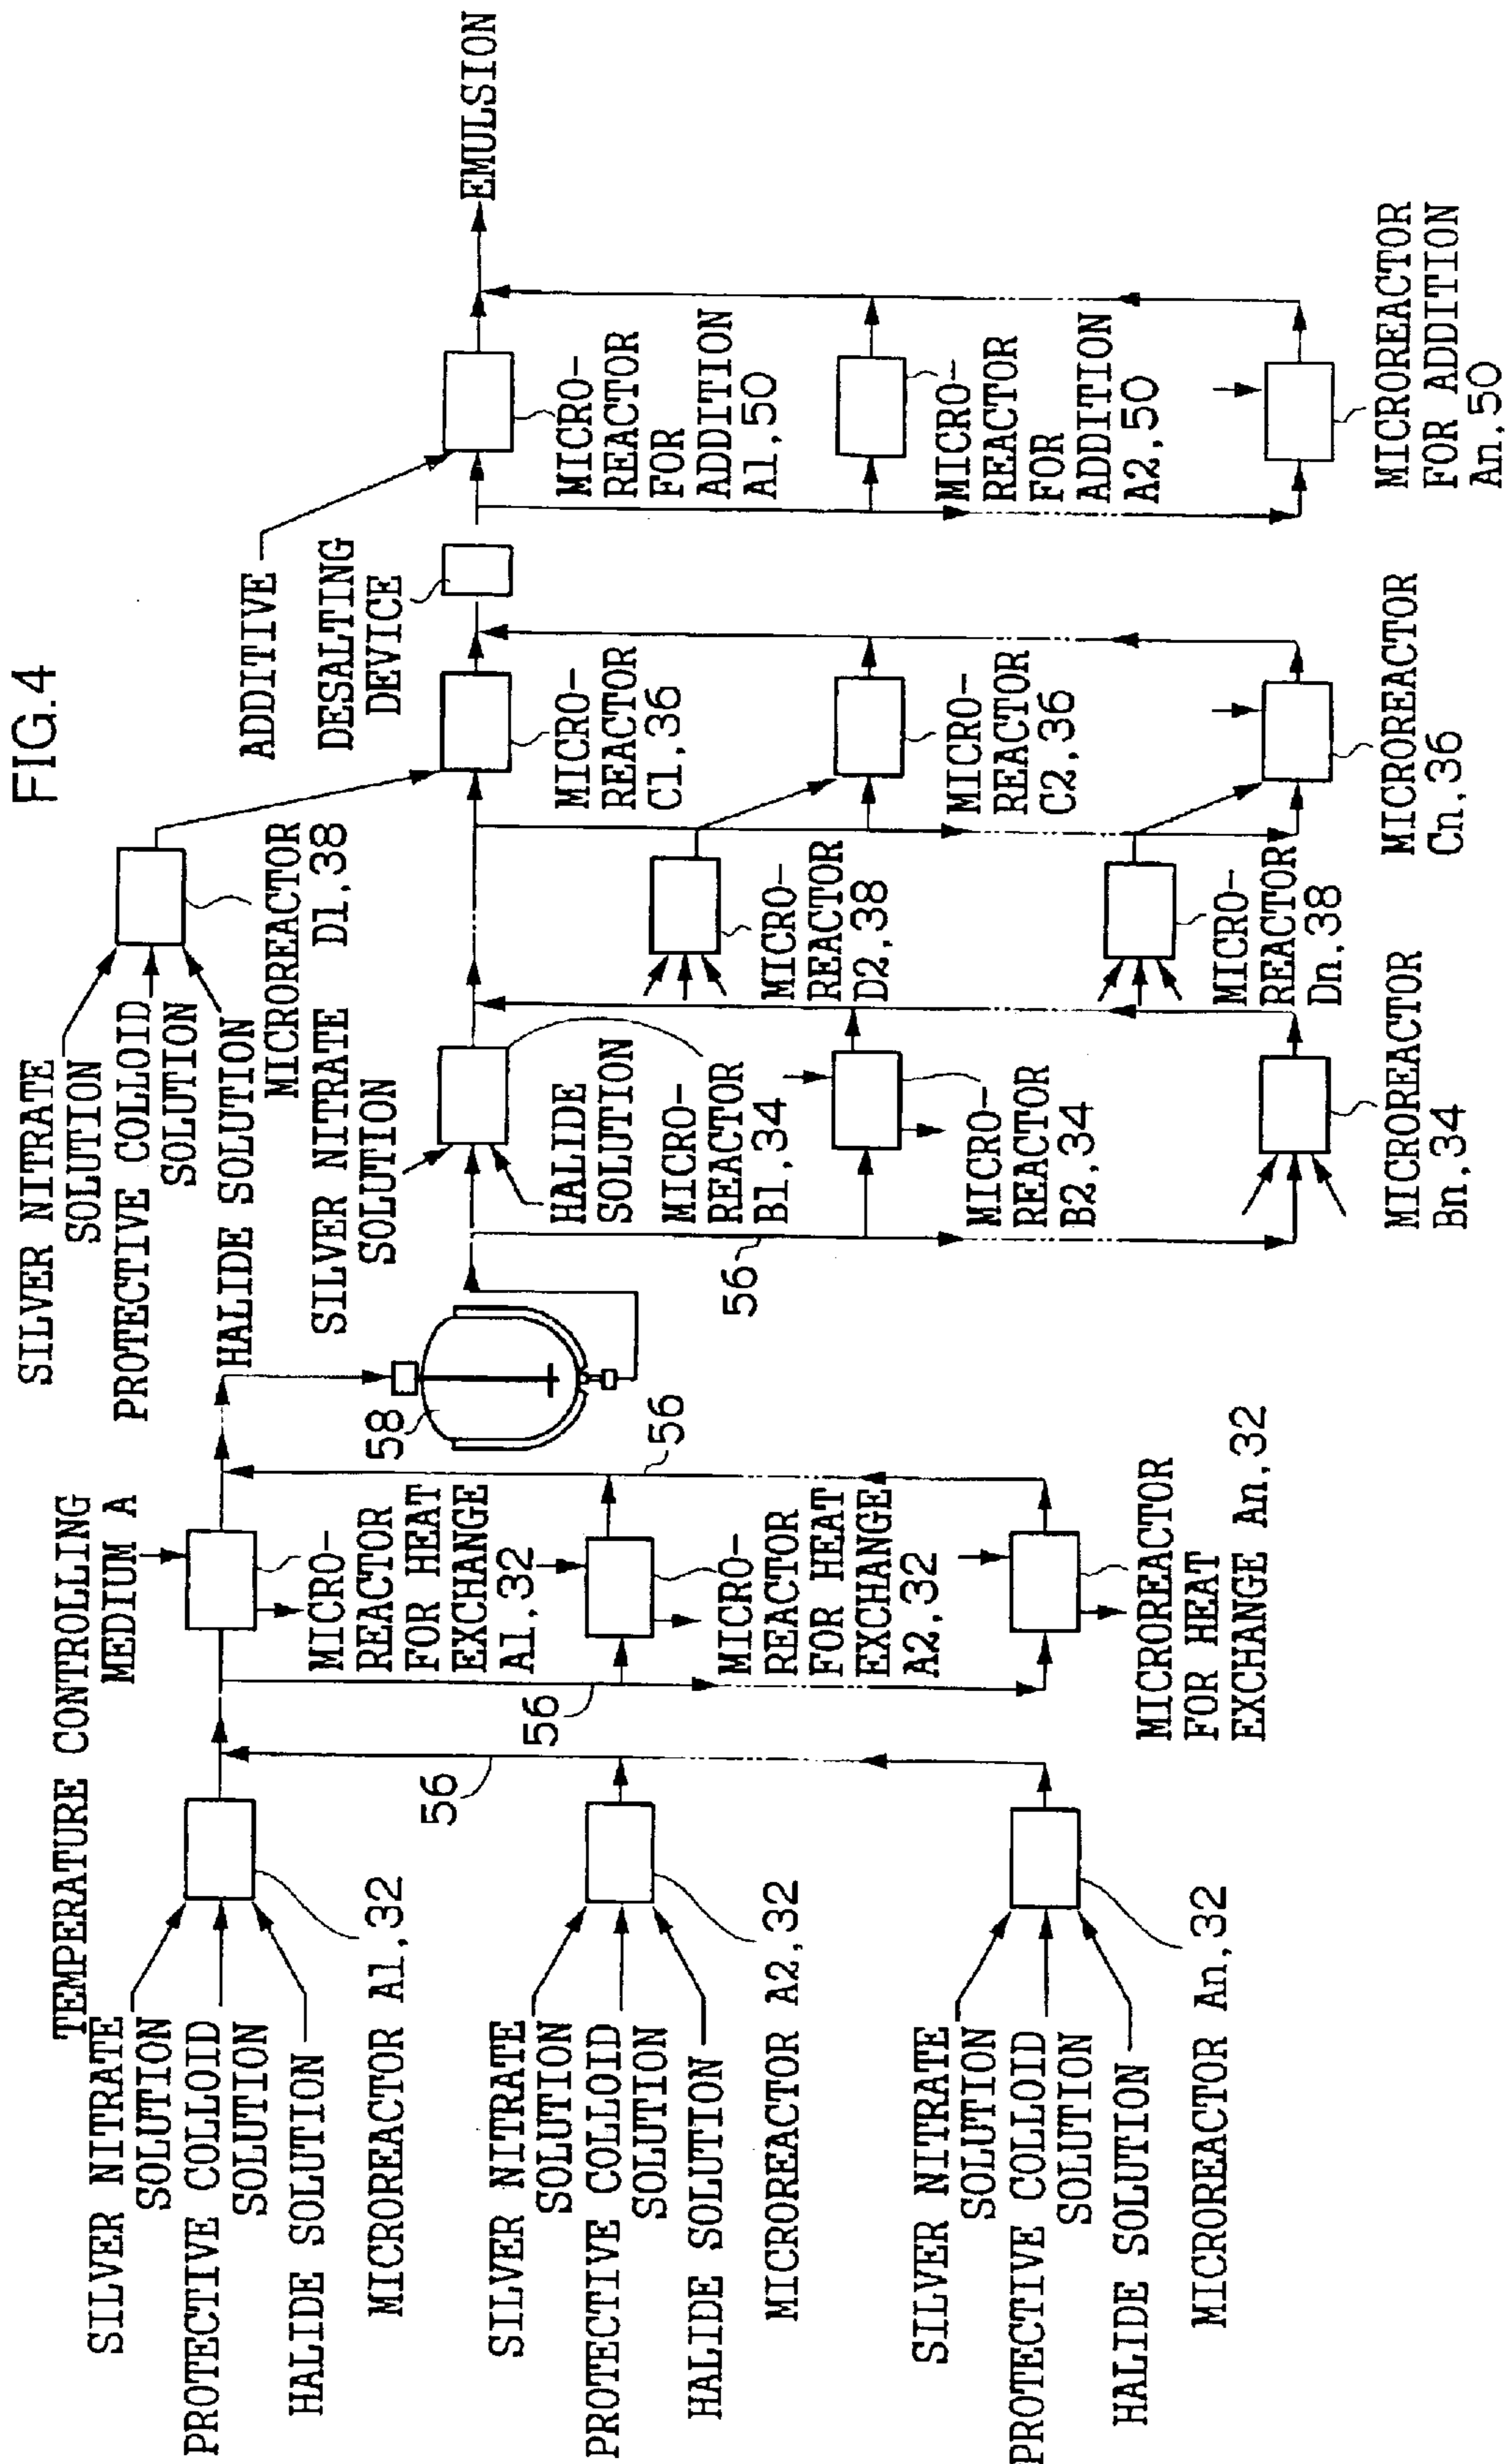 FIG.4
TEMPERATURE CONTROLLING
MEDIUM A
SILVER NITRATE
SOLUTION
PROTECTIVE COLLOID
SOLUTION
HALIDE SOLUTION
MICROREACTOR A1,32
SILVER NITRATE
SOLUTION
PROTECTIVE COLLOID
SOLUTION
HALIDE SOLUTION
MICROREACTOR A2,32
SILVER NITRATE
SOLUTION
PROTECTIVE COLLOID
SOLUTION
HALIDE SOLUTION
MICROREACTOR An,32
56
56
56
MICRO-
REACTOR
FOR HEAT
EXCHANGE
A1,32
MICRO-
REACTOR
FOR HEAT
EXCHANGE
A2,32
MICROREACTOR
FOR HEAT
EXCHANGE An,32
58
56
SILVER NITRATE
SOLUTION
HALIDE
SOLUTION
MICRO-
REACTOR
B1,34
MICRO-
REACTOR
B2,34
MICROREACTOR
Bn,34
SILVER NITRATE
SOLUTION
PROTECTIVE COLLOID
SOLUTION
HALIDE SOLUTION
MICROREACTOR
D1,38
MICRO-
REACTOR
D2,38
MICRO-
REACTOR
Dn,38
MICRO-
REACTOR
C1,36
MICRO-
REACTOR
C2,36
MICROREACTOR
Cn,36
DESALTING
DEVICE
ADDITIVE
MICRO-
REACTOR
FOR
ADDITION
A1,50
MICRO-
REACTOR
FOR
ADDITION
A2,50
MICROREACTOR
FOR ADDITION
An,50
EMULSION